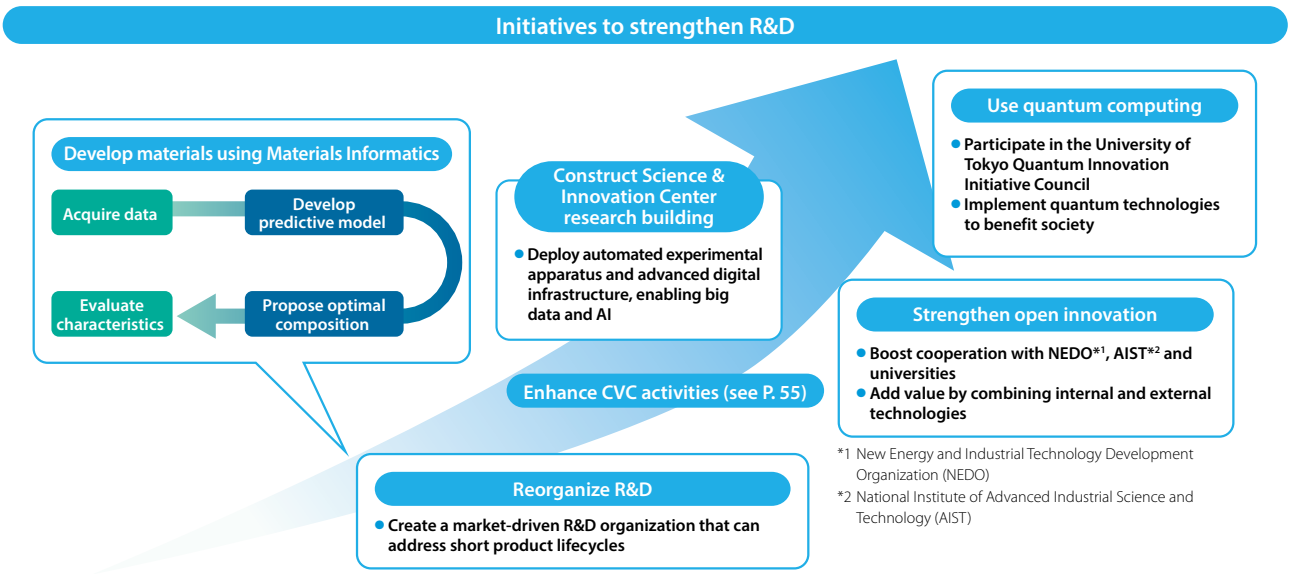 Initiatives to strengthen R&D
Develop materials using Materials Informatics
Acquire data
Develop
predictive model
Evaluate
characteristics
Propose optimal
composition
Construct Science &
Innovation Center
research building
● Deploy automated experimental
apparatus and advanced digital
infrastructure, enabling big
data and AI
Use quantum computing
● Participate in the University of
Tokyo Quantum Innovation
Initiative Council
● Implement quantum technologies
to benefit society
Strengthen open innovation
● Boost cooperation with NEDO*1, AIST*2 and
universities
● Add value by combining internal and external
technologies
*1 New Energy and Industrial Technology Development
Organization (NEDO)
*2 National Institute of Advanced Industrial Science and
Technology (AIST)
Enhance CVC activities (see P. 55)
Reorganize R&D
● Create a market-driven R&D organization that can
address short product lifecycles